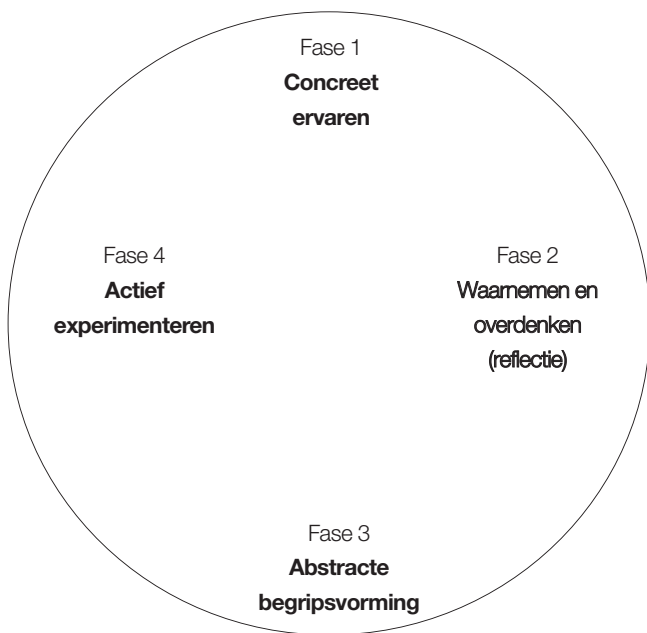 Fase 1
Concreet
ervaren
Fase 2
Waarnemen en
overdenken
(reflectie)
Fase 3
Abstracte
begripsvorming
Fase 4
Actief
experimenteren